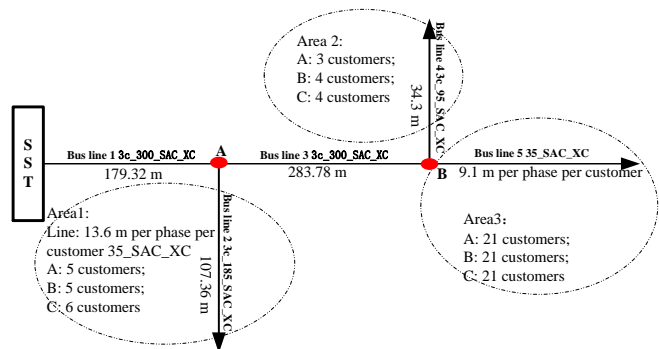 Area 2:
A: 3 customers;
B: 4 customers;
C: 4 customers
Bus line 4 3c_95_SAC_XC
34.3 m
S
S
T
Bus line 1 3c_300_SAC_XC
179.32 m
A
Bus line 3 3c_300_SAC_XC
283.78 m
B
Bus line 5 35_SAC_XC
9.1 m per phase per customer
Area1:
Line: 13.6 m per phase per
customer 35_SAC_XC
A: 5 customers;
B: 5 customers;
C: 6 customers
Bus line 2 3c_185_SAC_XC
107.36 m
Area3:
A: 21 customers;
B: 21 customers;
C: 21 customers